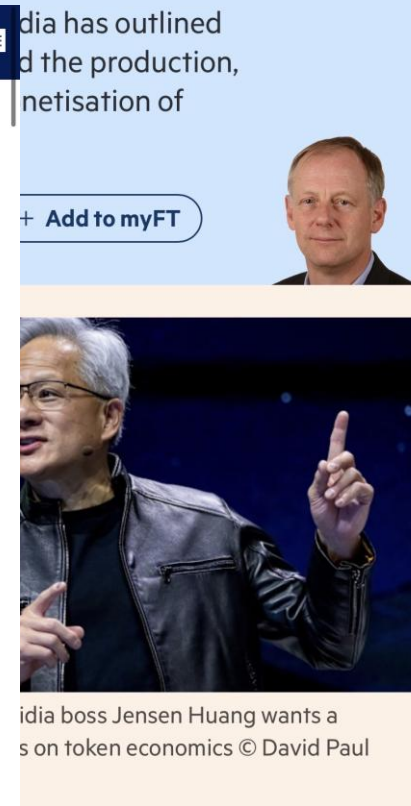 dia has outlined
d the production,
netisation of
+ Add to myFT
idia boss Jensen Huang wants a
s on token economics © David Paul